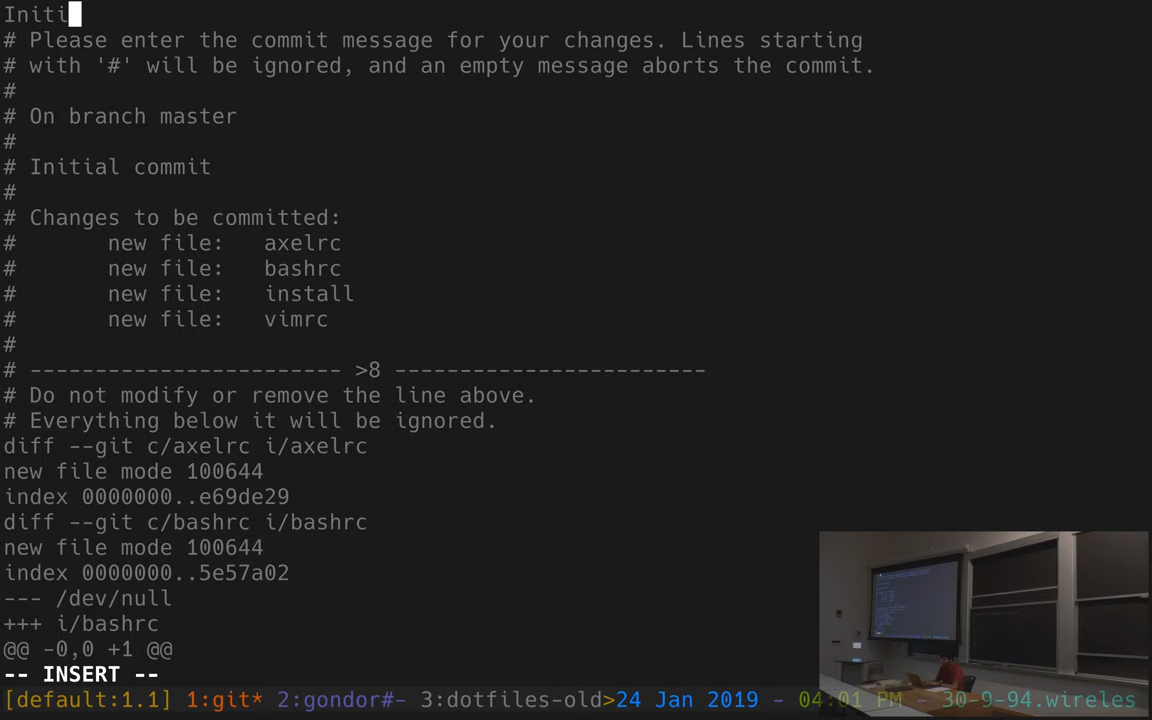 Initi
# Please enter the commit message for your changes. Lines starting
# with '#' will be ignored, and an empty message aborts the commit.
#
# On branch master
#
# Initial commit
#
# Changes to be committed:
#       new file:   axelrc
#       new file:   bashrc
#       new file:   install
#       new file:   vimrc
#
# ------------------------ >8 ------------------------
# Do not modify or remove the line above.
# Everything below it will be ignored.
diff --git c/axelrc i/axelrc
new file mode 100644
index 0000000..e69de29
diff --git c/bashrc i/bashrc
new file mode 100644
index 0000000..5e57a02
--- /dev/null
+++ i/bashrc
@@ -0,0 +1 @@
-- INSERT --
[default:1.1] 1:git* 2:gondor#- 3:dotfiles-old>24 Jan 2019 - 04:01 PM - 30-9-94.wireles